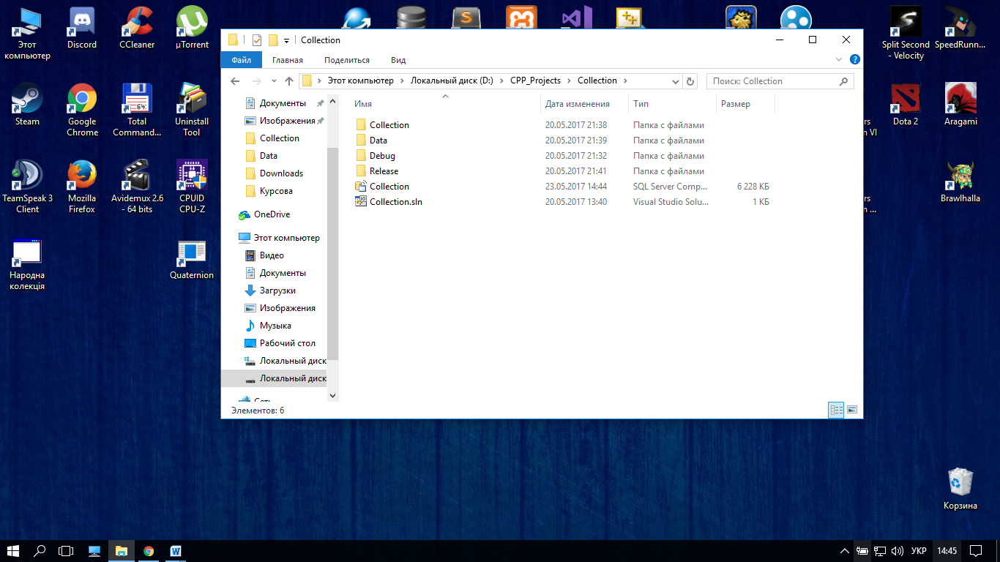 Этот
компьютер
Discord
CCleaner
µTorrent
Split Second
- Velocity
SpeedRunn...
Steam
Google
Chrome
Total
Command...
64
Uninstall
Tool
Dota 2
Aragami
rs
n VI
TeamSpeak 3
Client
Mozilla
Firefox
Avidemux 2.6
- 64 bits
CPUID
CPU-Z
rs
n ...
Brawlhalla
Народна
колекція
Quaternion
Корзина
Collection
Файл
Главная
Поделиться
Вид
Этот компьютер
Локальный диск (D:)
CPP_Projects
Collection
Поиск: Collection
Документы
Изображения
Collection
Data
Downloads
Курсова
OneDrive
Этот компьютер
Видео
Документы
Загрузки
Изображения
Музыка
Рабочий стол
Локальный диск
Локальный диск
Сеть
Имя Дата изменения Тип Размер
Collection 20.05.2017 21:38 Папка с файлами
Data 20.05.2017 21:39 Папка с файлами
Debug 20.05.2017 21:32 Папка с файлами
Release 20.05.2017 21:41 Папка с файлами
Collection 23.05.2017 14:44 SQL Server Comp... 6 228 КБ
Collection.sln 20.05.2017 13:40 Visual Studio Solu... 1 КБ
Элементов: 6
УКР
14:45